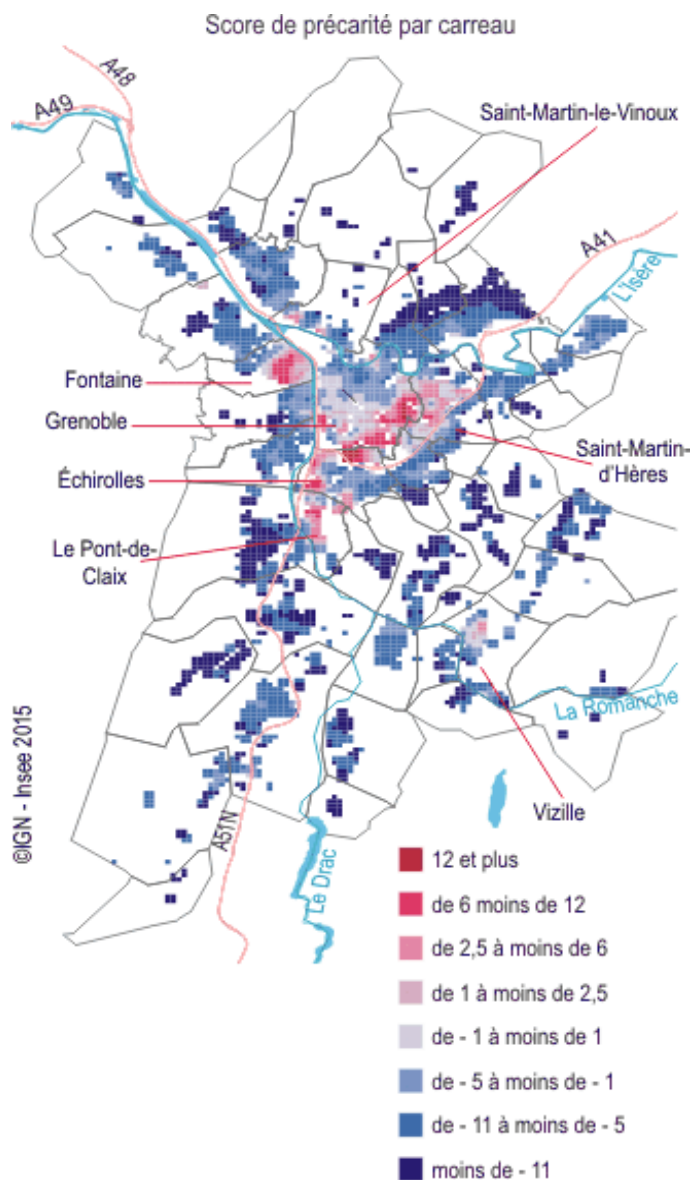 Score de précarité par carreau
A48
A49
Saint-Martin-le-Vinoux
A41
L'Isère
Fontaine
Grenoble
Saint-Martin-
d'Hères
Échirolles
Le Pont-de-
Claix
La Romanche
©IGN - Insee 2015
A51N
Vizille
Le Drac
12 et plus
de 6 moins de 12
de 2,5 à moins de 6
de 1 à moins de 2,5
de - 1 à moins de 1
de - 5 à moins de - 1
de - 11 à moins de - 5
moins de - 11